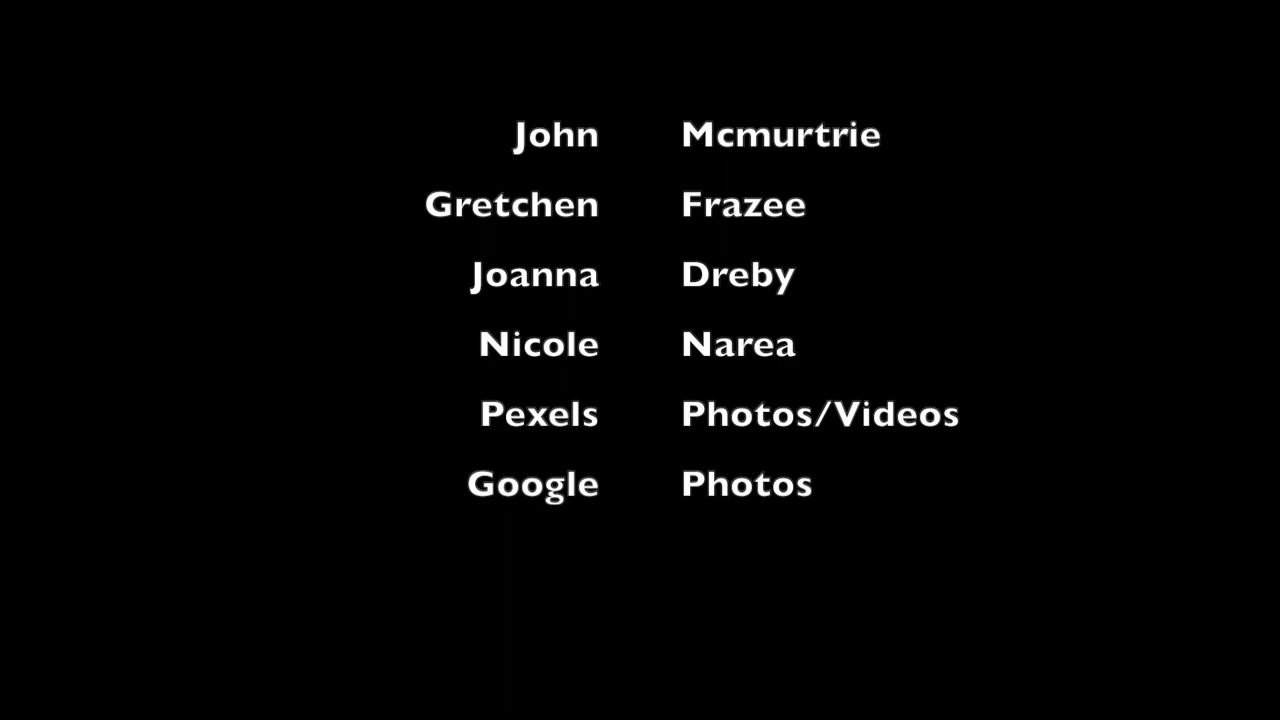 John Mcmurtrie
Gretchen Frazee
Joanna Dreby
Nicole Narea
Pexels Photos/Videos
Google Photos